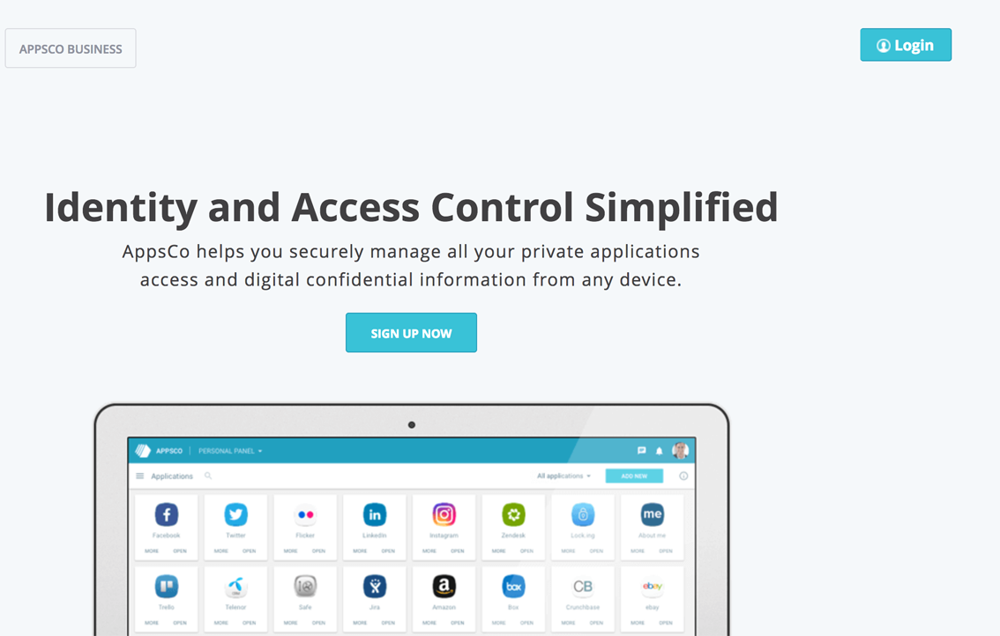 APPSCO BUSINESS
Login
Identity and Access Control Simplified
AppsCo helps you securely manage all your private applications
access and digital confidential information from any device.
SIGN UP NOW
APPSCO PERSONAL PANEL
Applications All applications ADD NEW
f in me
Facebook Twitter Flicker LinkedIn Instagram Zendesk Lock.ing About me
MORE OPEN MORE OPEN MORE OPEN MORE OPEN MORE OPEN MORE OPEN MORE OPEN MORE OPEN
a box CB ebay
Trello Telenor Safe Jira Amazon Box Crunchbase ebay
MORE OPEN MORE OPEN MORE OPEN MORE OPEN MORE OPEN MORE OPEN MORE OPEN MORE OPEN